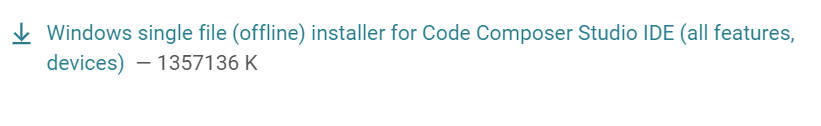 Windows single file (offline) installer for Code Composer Studio IDE (all features,
devices) — 1357136 K